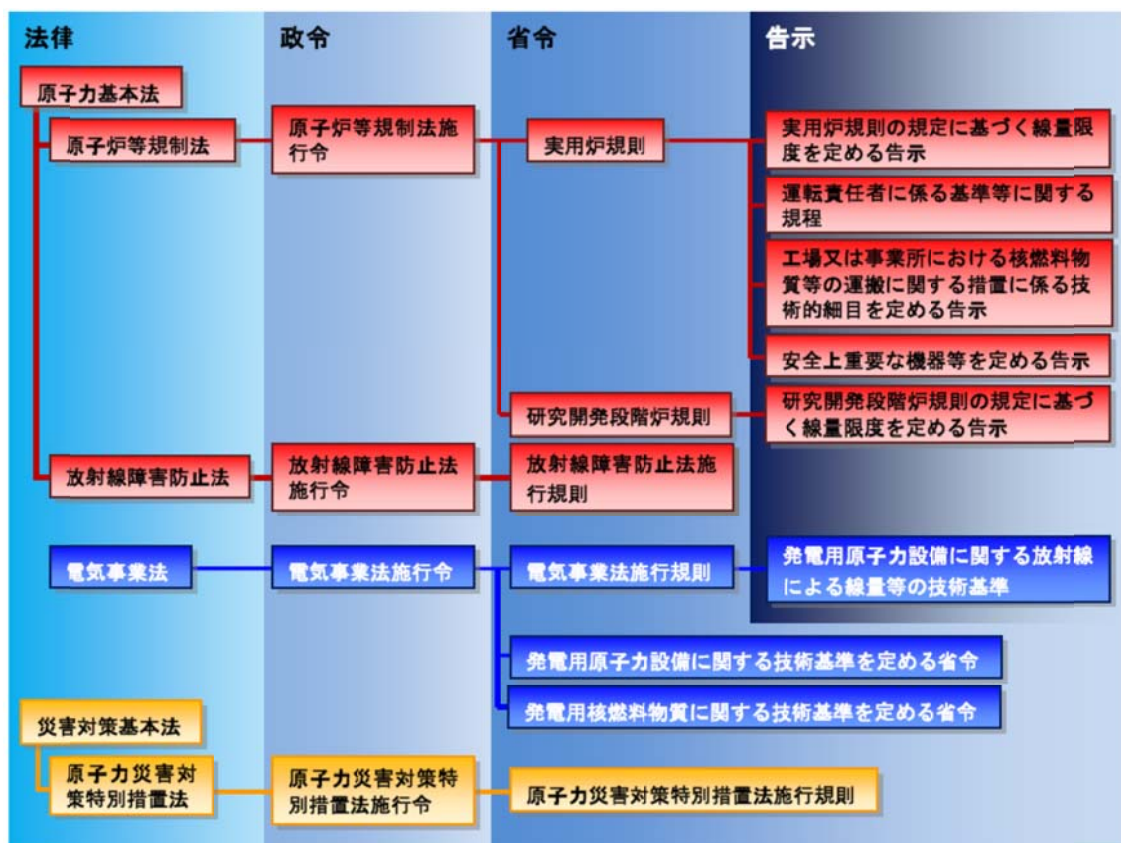 法律
政令
省令
告示
原子力基本法
原子炉等規制法
原子炉等規制法施
行令
実用炉規則
実用炉規則の規定に基づく線量限
度を定める告示
運転責任者に係る基準等に関する
規程
工場又は事業所における核燃料物
質等の運搬に関する措置に係る技
術的細目を定める告示
安全上重要な機器等を定める告示
研究開発段階炉規則
研究開発段階炉規則の規定に基づ
く線量限度を定める告示
放射線障害防止法
放射線障害防止法
施行令
放射線障害防止法施
行規則
電気事業法
電気事業法施行令
電気事業法施行規則
発電用原子力設備に関する放射線
による線量等の技術基準
発電用原子力設備に関する技術基準を定める省令
発電用核燃料物質に関する技術基準を定める省令
災害対策基本法
原子力災害対
策特別措置法
原子力災害対策特
別措置法施行令
原子力災害対策特別措置法施行規則